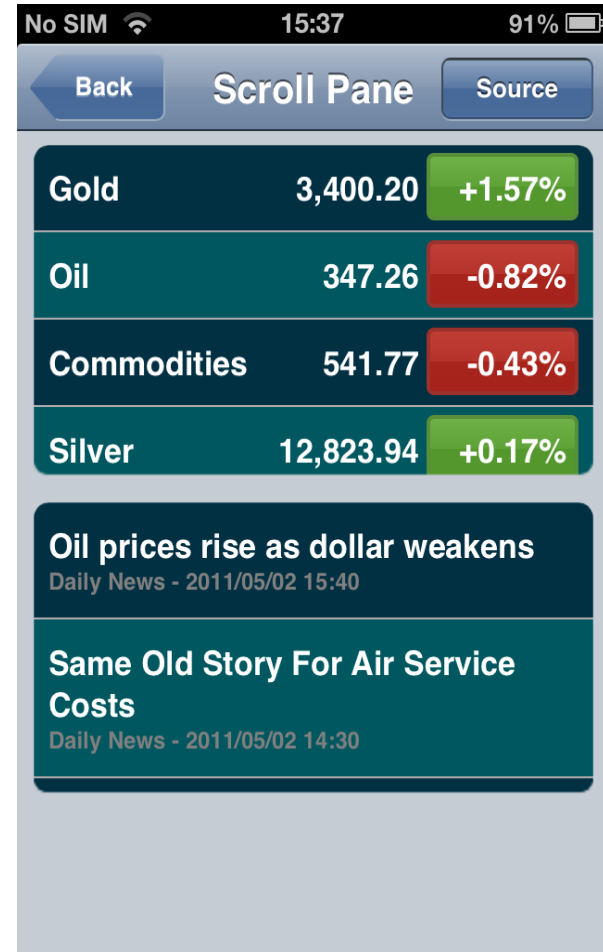 No SIM 15:37 91%
Back Scroll Pane Source
Gold 3,400.20 +1.57%
Oil 347.26 -0.82%
Commodities 541.77 -0.43%
Silver 12,823.94 +0.17%
Oil prices rise as dollar weakens
Daily News - 2011/05/02 15:40
Same Old Story For Air Service
Costs
Daily News - 2011/05/02 14:30